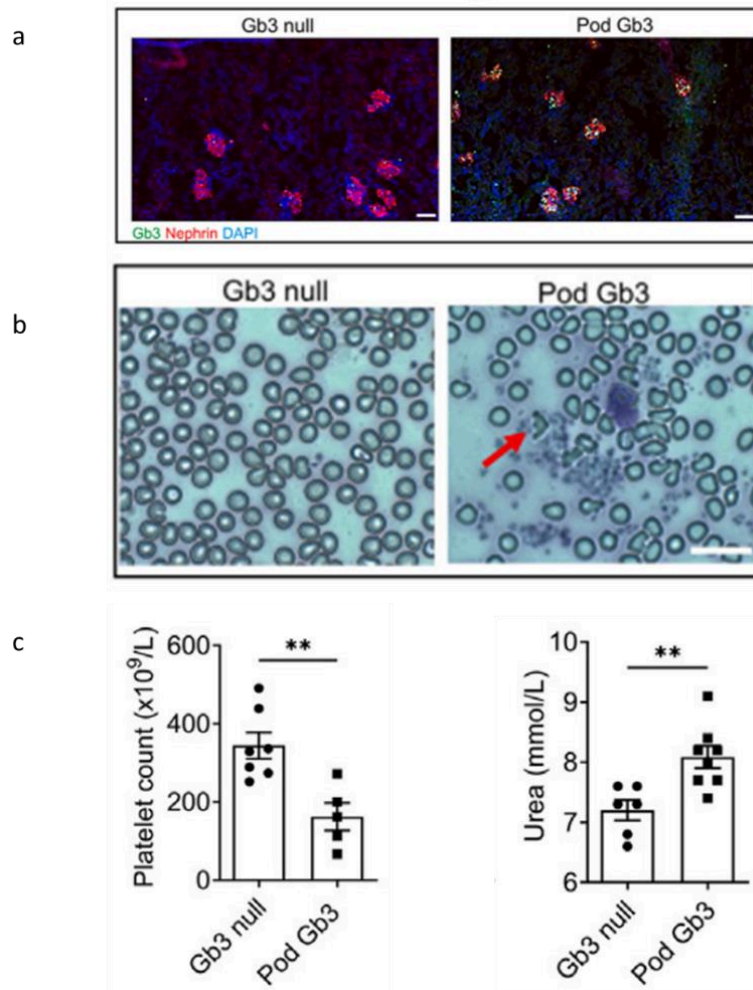 a
Gb3 null Pod Gb3
Gb3 Nephrin DAPI
b
Gb3 null Pod Gb3
c
Platelet count (x10⁹/L)
600
400
200
0
**
Gb3 null
Pod Gb3
Urea (mmol/L)
10
9
8
7
6
**
Gb3 null
Pod Gb3